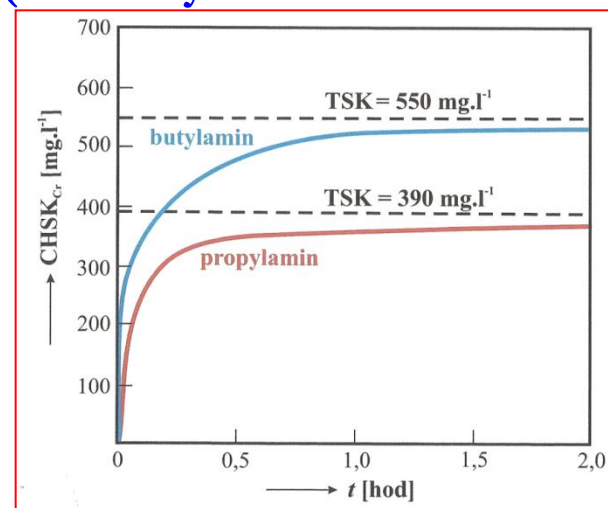 (
700
600
500
400
300
200
100
0
0,5
1,0
1,5
2,0
CHSK_Cr [mg.l⁻¹]
TSK = 550 mg.l⁻¹
butylamin
TSK = 390 mg.l⁻¹
propylamin
t [hod]